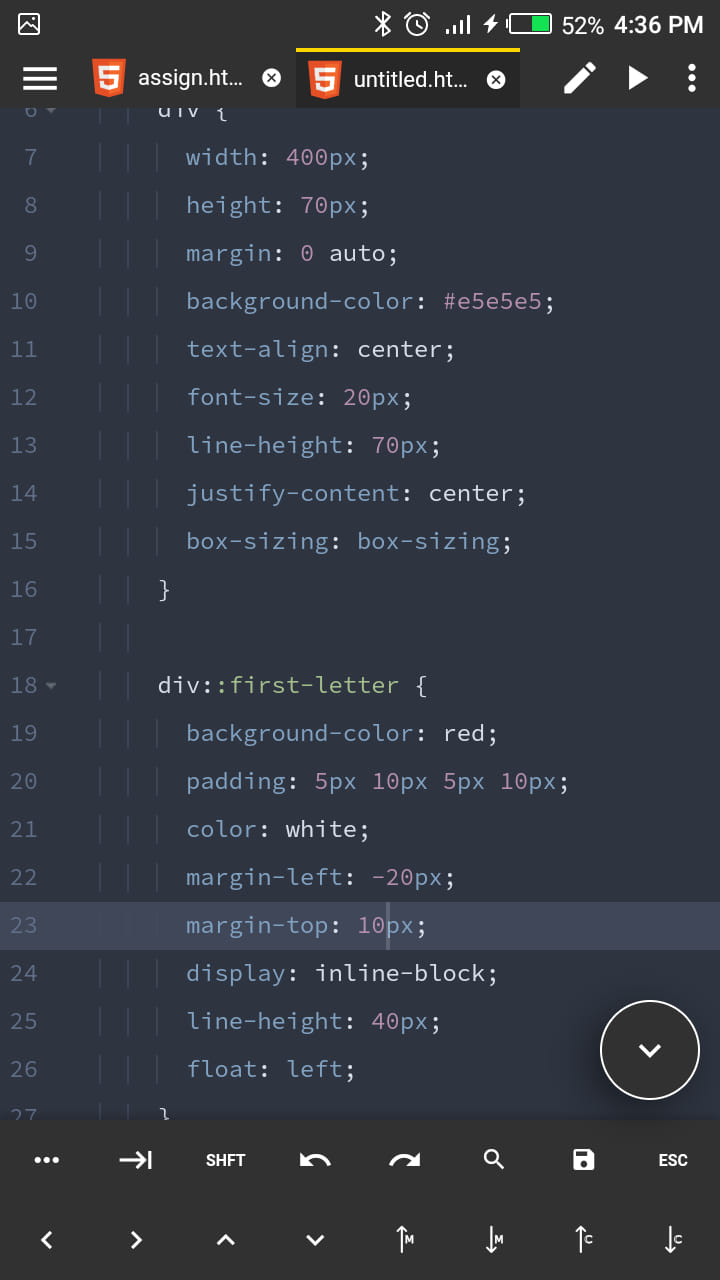 52% 4:36 PM
assign.ht... untitled.ht...
6 div {
7 width: 400px;
8 height: 70px;
9 margin: 0 auto;
10 background-color: #e5e5e5;
11 text-align: center;
12 font-size: 20px;
13 line-height: 70px;
14 justify-content: center;
15 box-sizing: box-sizing;
16 }
17
18 div::first-letter {
19 background-color: red;
20 padding: 5px 10px 5px 10px;
21 color: white;
22 margin-left: -20px;
23 margin-top: 10px;
24 display: inline-block;
25 line-height: 40px;
26 float: left;
27 }
SHFT ESC
M M C C